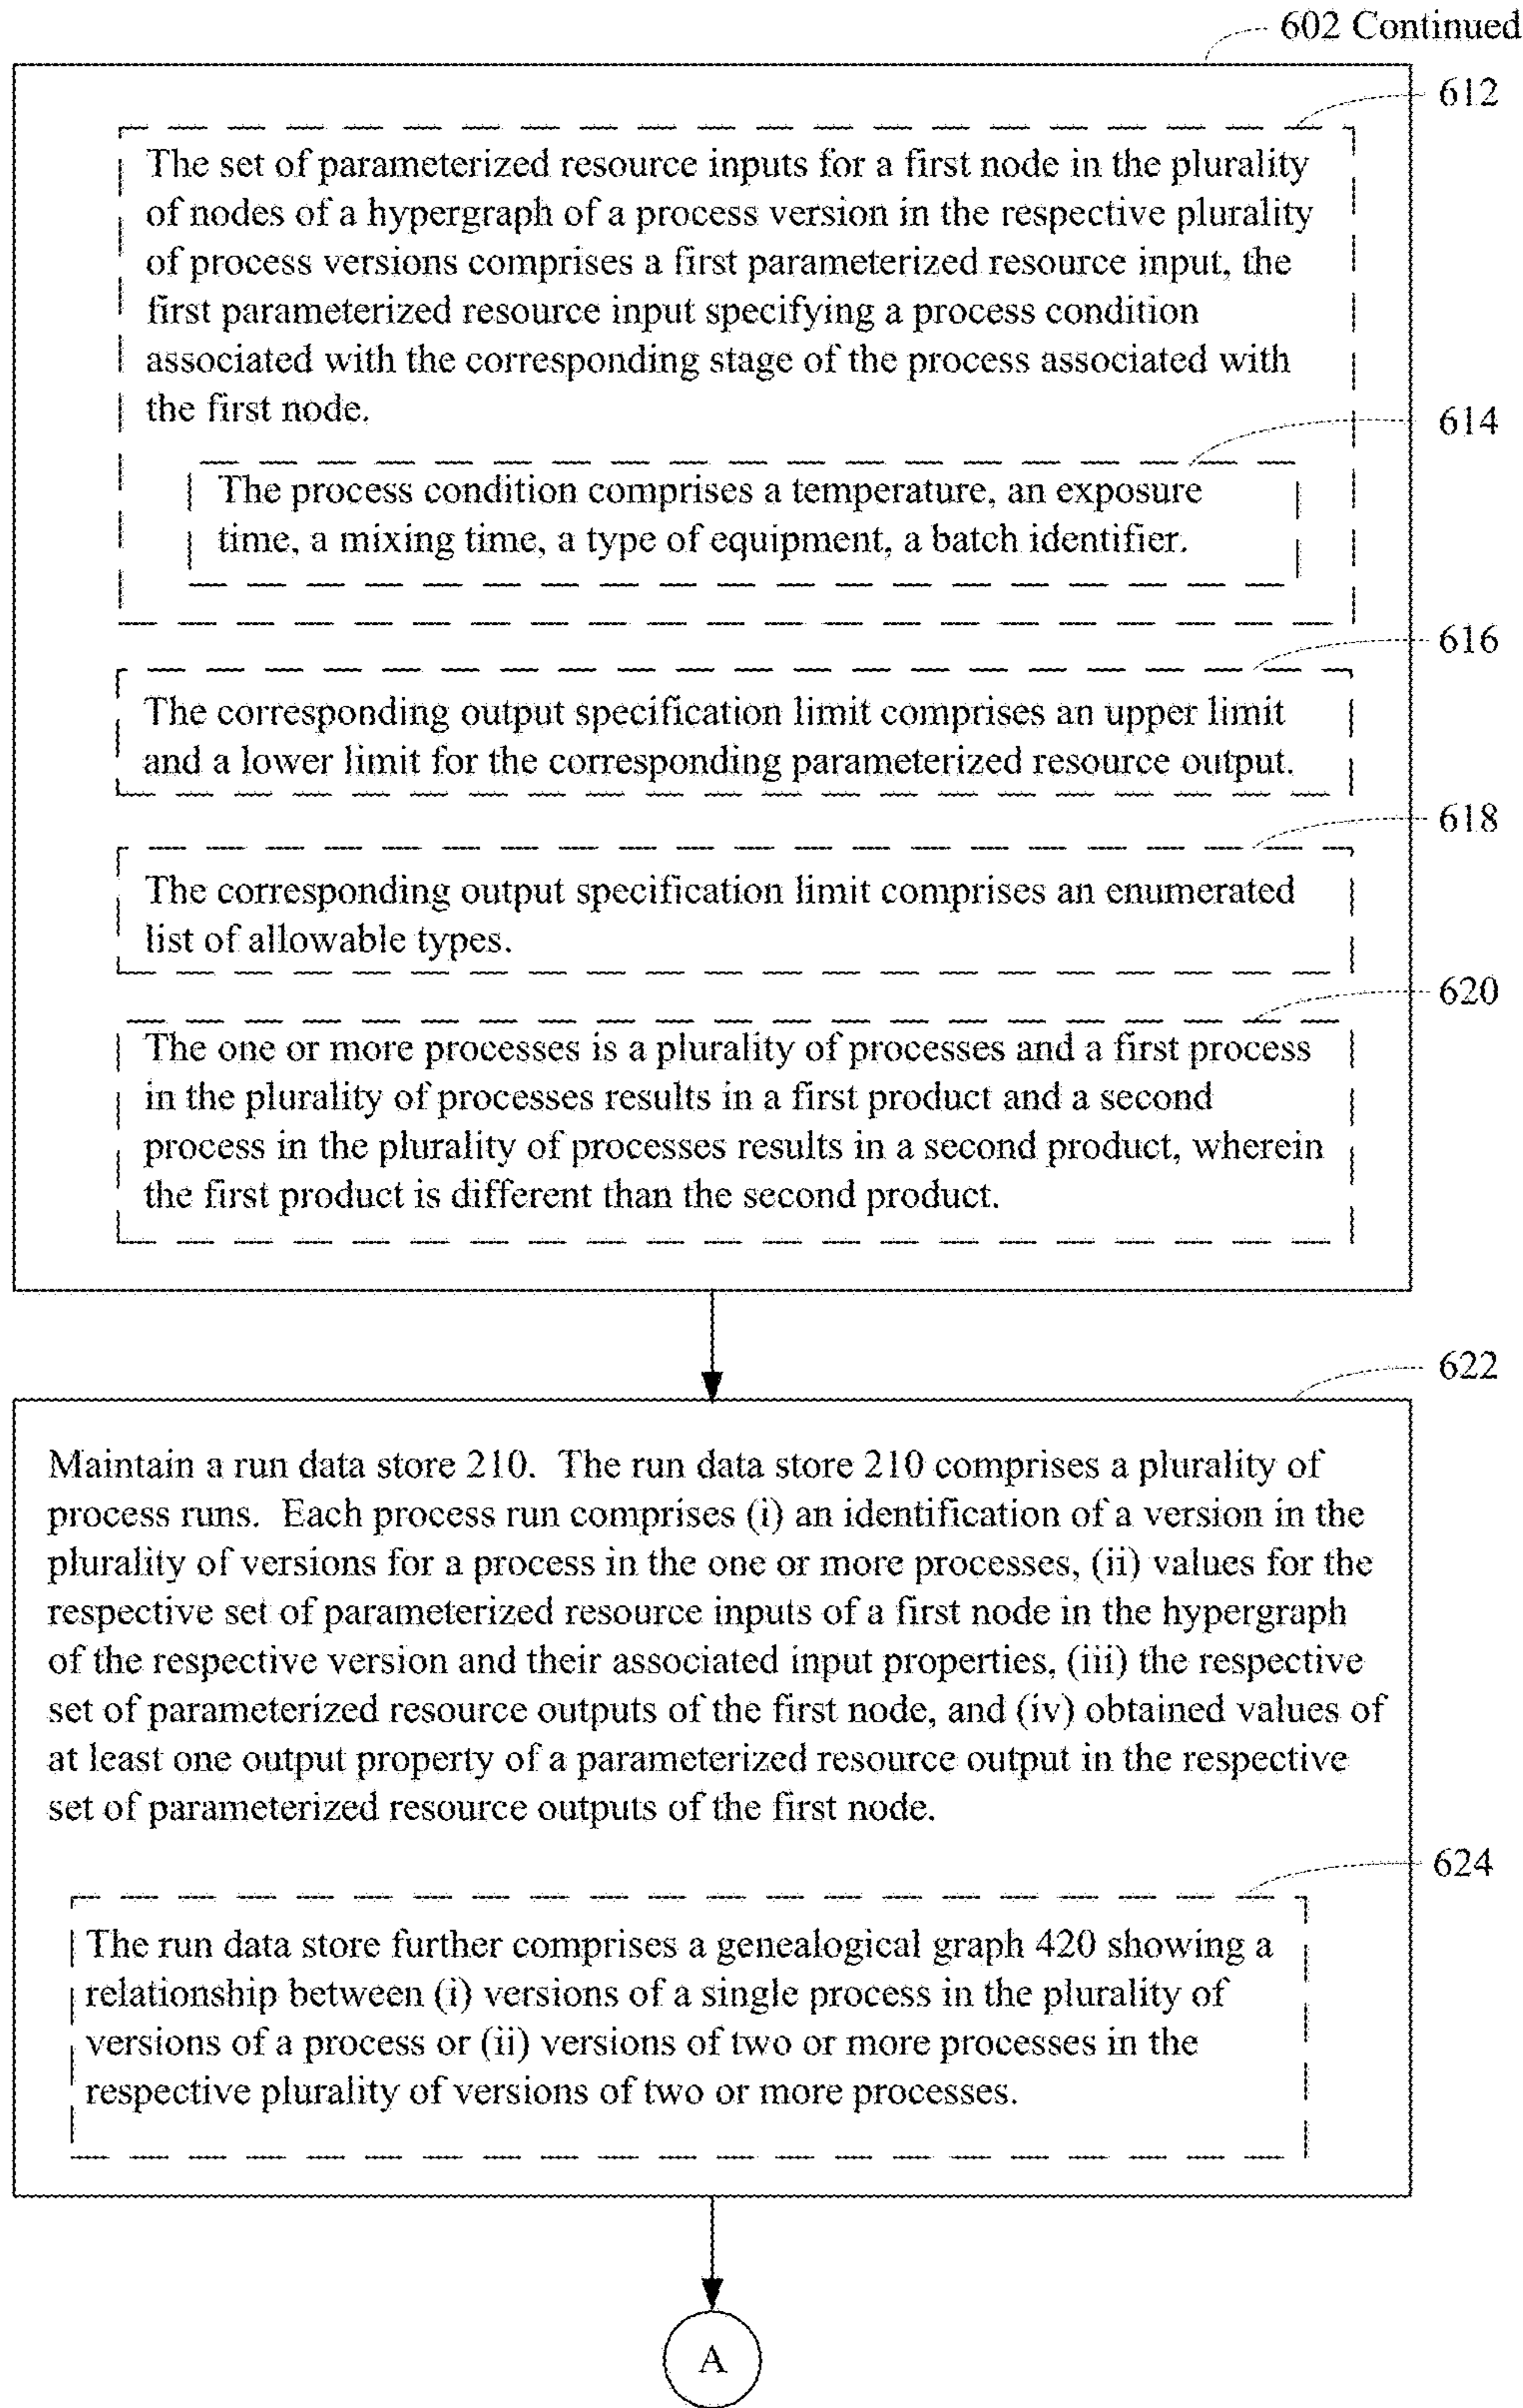 602 Continued
612
The set of parameterized resource inputs for a first node in the plurality
of nodes of a hypergraph of a process version in the respective plurality
of process versions comprises a first parameterized resource input, the
first parameterized resource input specifying a process condition
associated with the corresponding stage of the process associated with
the first node.
614
The process condition comprises a temperature, an exposure
time, a mixing time, a type of equipment, a batch identifier.
616
The corresponding output specification limit comprises an upper limit
and a lower limit for the corresponding parameterized resource output.
618
The corresponding output specification limit comprises an enumerated
list of allowable types.
620
The one or more processes is a plurality of processes and a first process
in the plurality of processes results in a first product and a second
process in the plurality of processes results in a second product, wherein
the first product is different than the second product.
622
Maintain a run data store 210.  The run data store 210 comprises a plurality of
process runs.  Each process run comprises (i) an identification of a version in the
plurality of versions for a process in the one or more processes, (ii) values for the
respective set of parameterized resource inputs of a first node in the hypergraph
of the respective version and their associated input properties, (iii) the respective
set of parameterized resource outputs of the first node, and (iv) obtained values of
at least one output property of a parameterized resource output in the respective
set of parameterized resource outputs of the first node.
624
The run data store further comprises a genealogical graph 420 showing a
relationship between (i) versions of a single process in the plurality of
versions of a process or (ii) versions of two or more processes in the
respective plurality of versions of two or more processes.
A